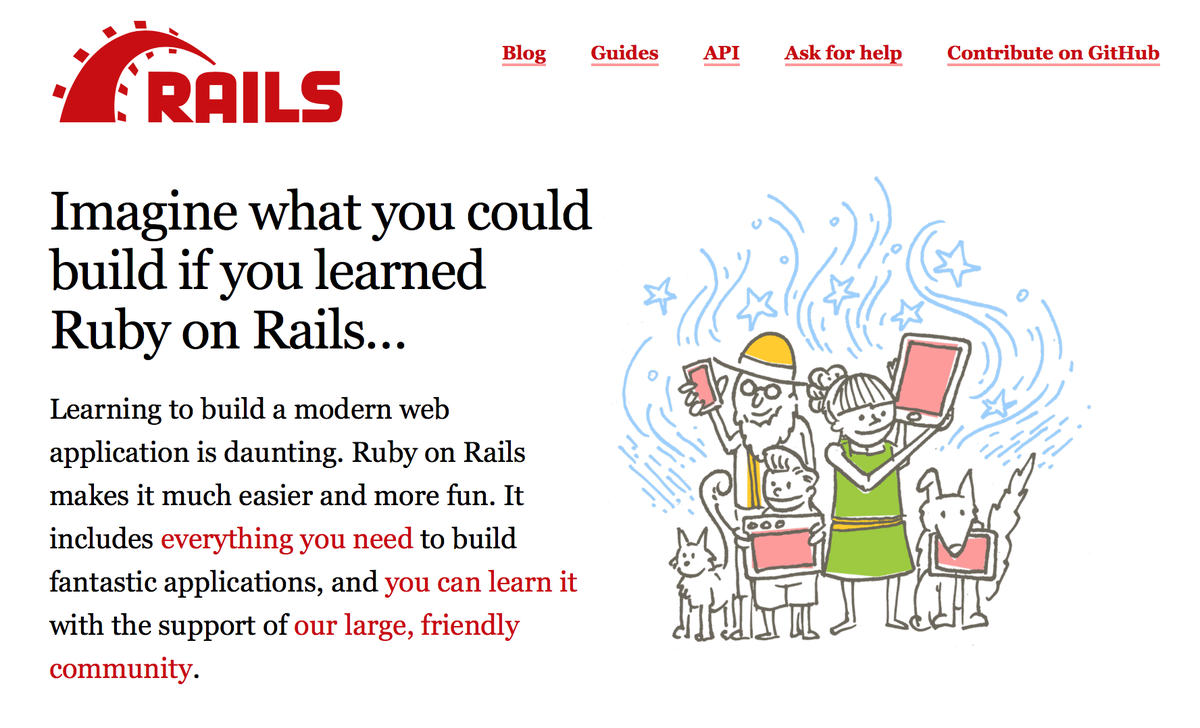 RAILS
Blog Guides API Ask for help Contribute on GitHub
Imagine what you could
build if you learned
Ruby on Rails...
Learning to build a modern web
application is daunting. Ruby on Rails
makes it much easier and more fun. It
includes everything you need to build
fantastic applications, and you can learn it
with the support of our large, friendly
community.